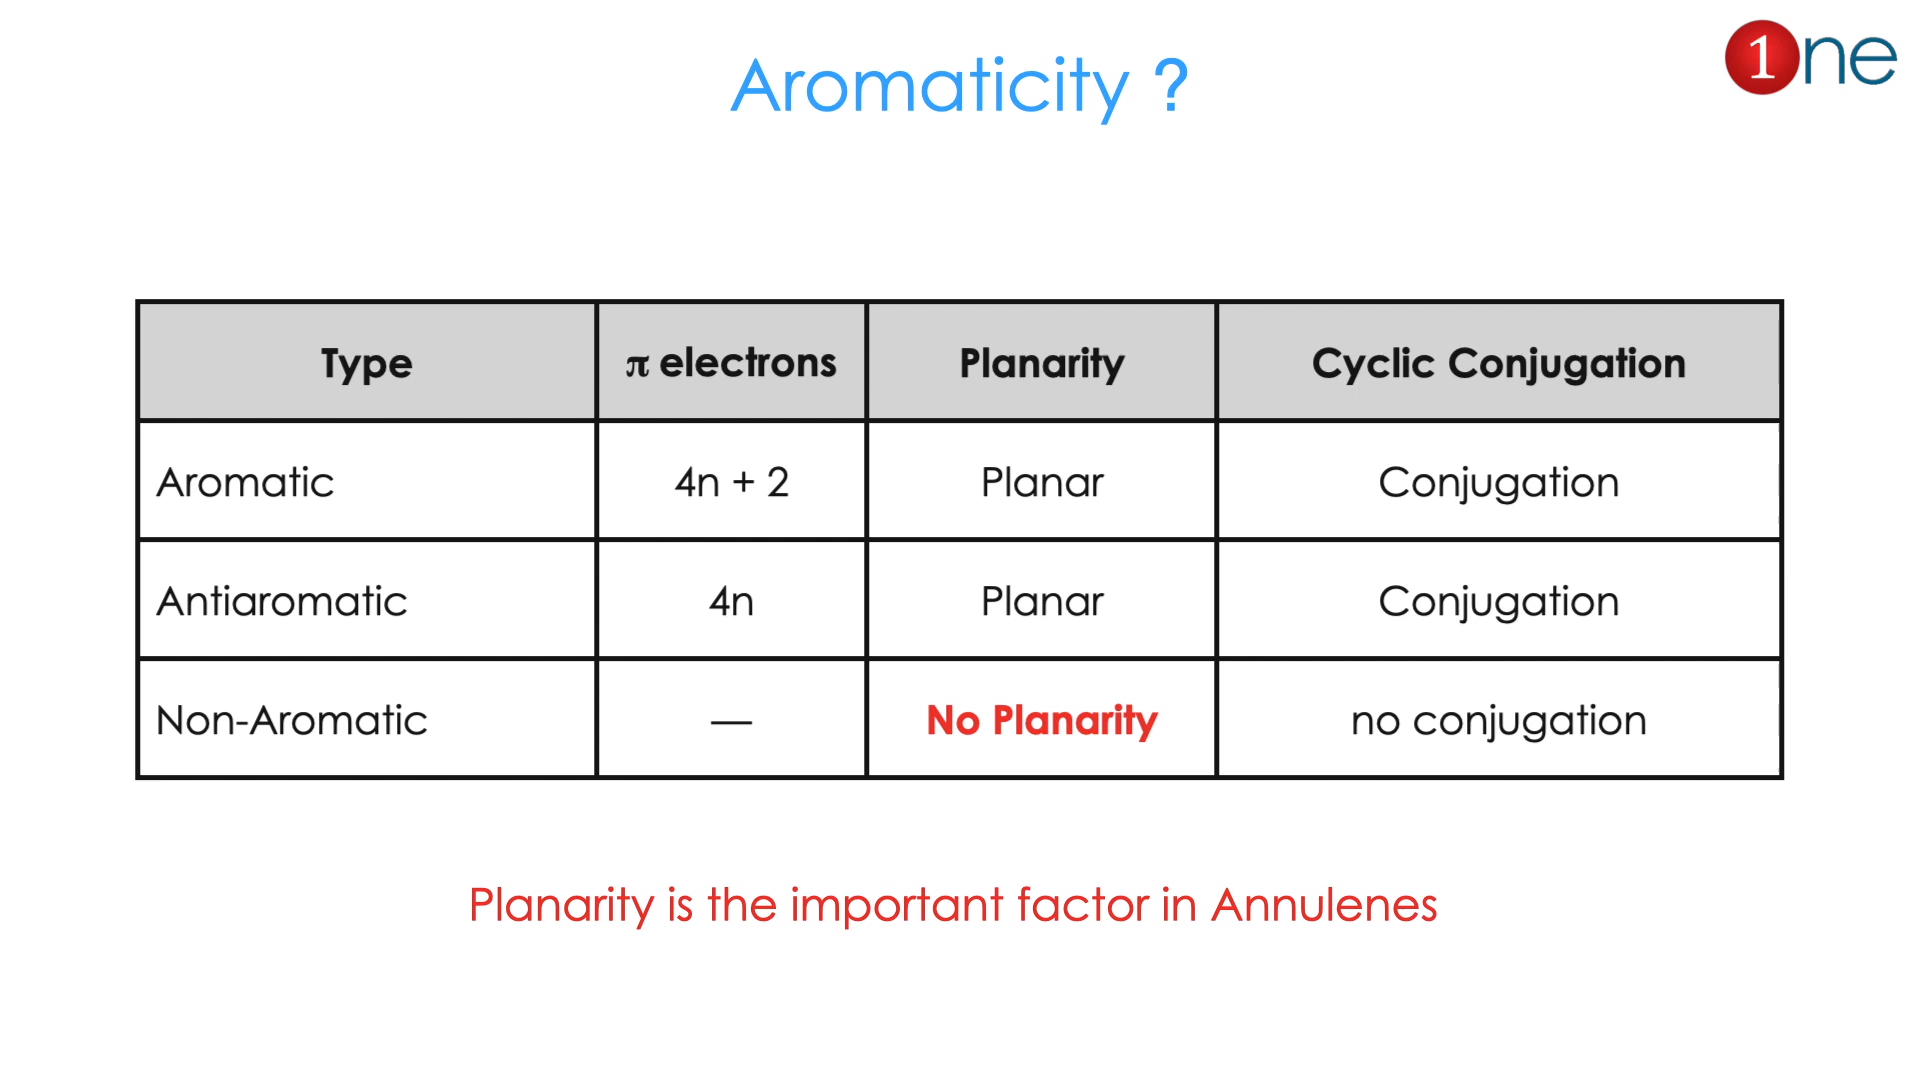 1ne
Aromaticity ?
Type π electrons Planarity Cyclic Conjugation
Aromatic 4n + 2 Planar Conjugation
Antiaromatic 4n Planar Conjugation
Non-Aromatic — No Planarity no conjugation
Planarity is the important factor in Annulenes